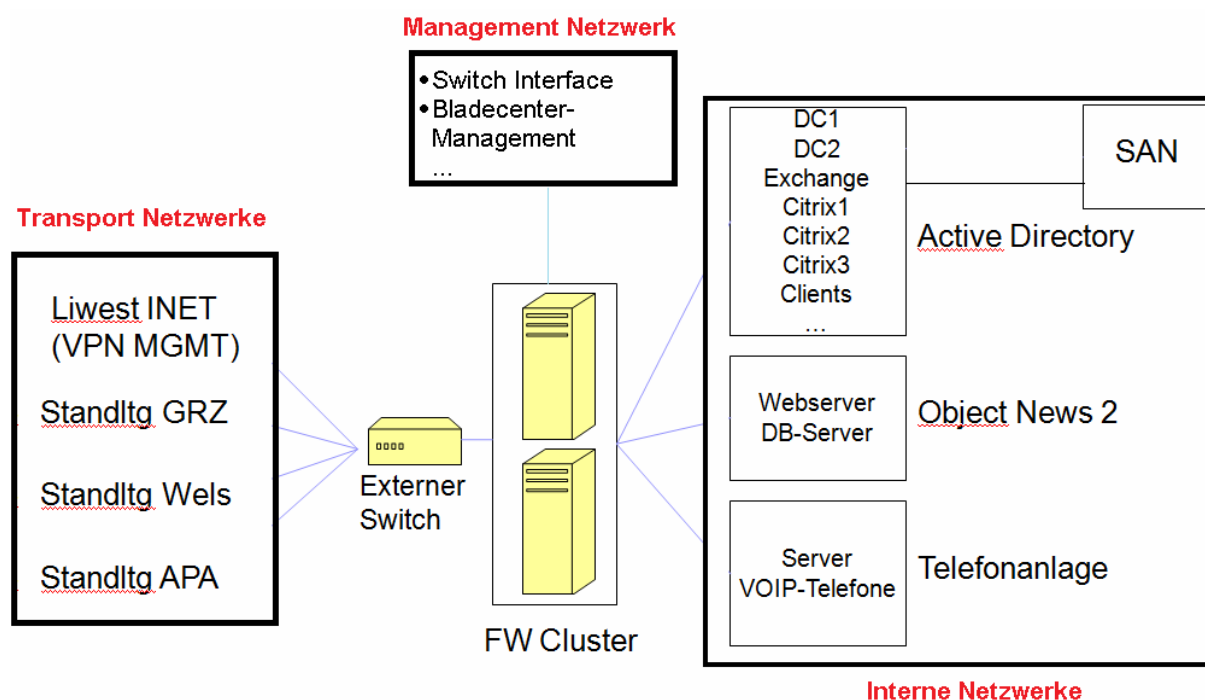 Management Netzwerk
• Switch Interface
• Bladecenter-
Management
...
Transport Netzwerke
Liwest INET
(VPN MGMT)
Standltg GRZ
Standltg Wels
Standltg APA
Externer
Switch
FW Cluster
DC1
DC2
Exchange
Citrix1
Citrix2
Citrix3
Clients
...
SAN
Active Directory
Webserver
DB-Server
Object News 2
Server
VOIP-Telefone
Telefonanlage
Interne Netzwerke